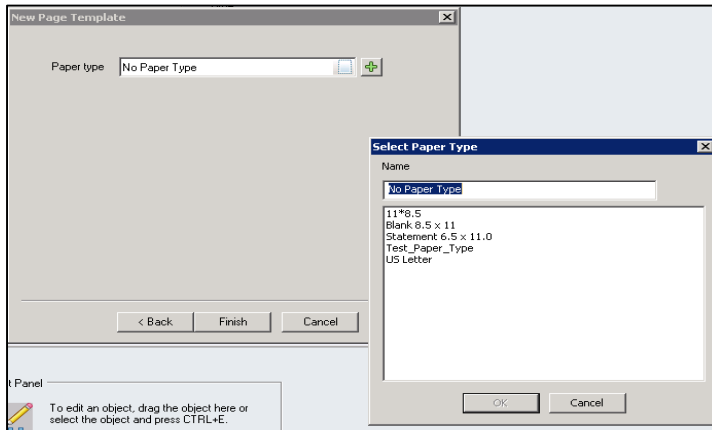 New Page Template
Paper type No Paper Type
Select Paper Type
Name
No Paper Type
11*8.5
Blank 8.5 x 11
Statement 6.5 x 11.0
Test_Paper_Type
US Letter
< Back Finish Cancel
OK Cancel
t Panel
To edit an object, drag the object here or
select the object and press CTRL+E.